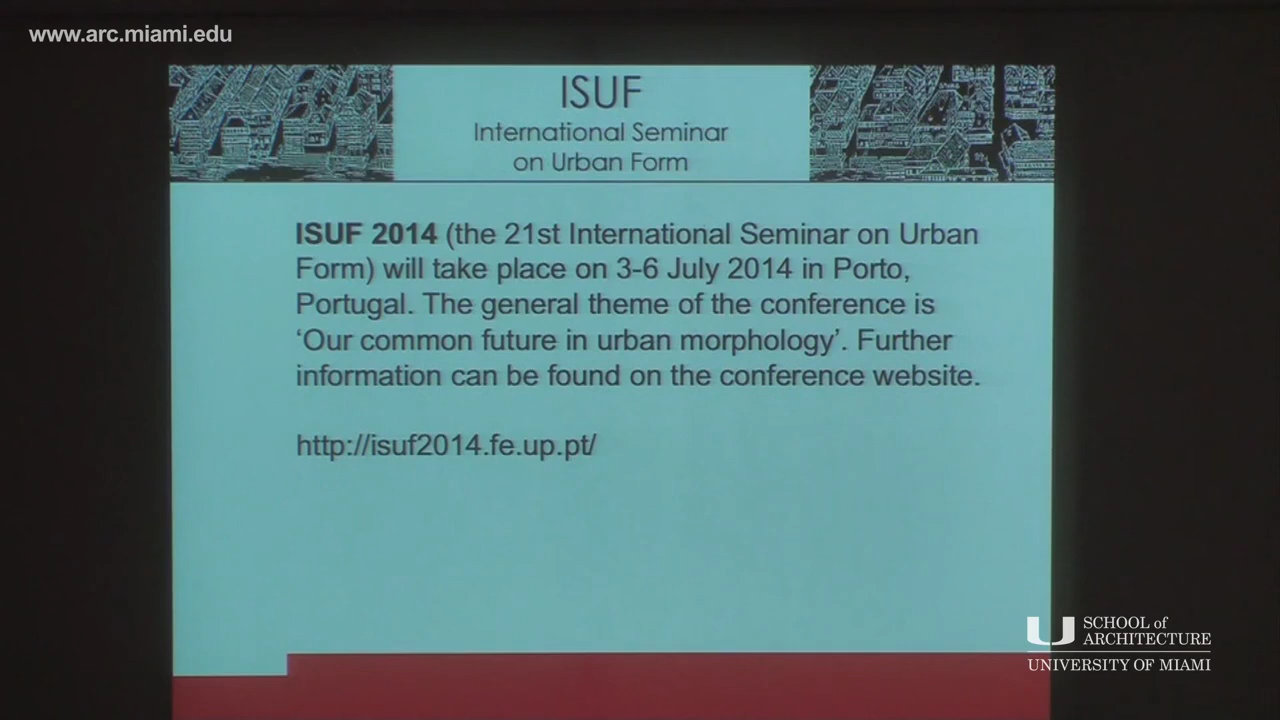 www.arc.miami.edu
ISUF
International Seminar
on Urban Form
ISUF 2014 (the 21st International Seminar on Urban
Form) will take place on 3-6 July 2014 in Porto,
Portugal. The general theme of the conference is
‘Our common future in urban morphology’. Further
information can be found on the conference website.
http://isuf2014.fe.up.pt/
U SCHOOL of
ARCHITECTURE
UNIVERSITY OF MIAMI